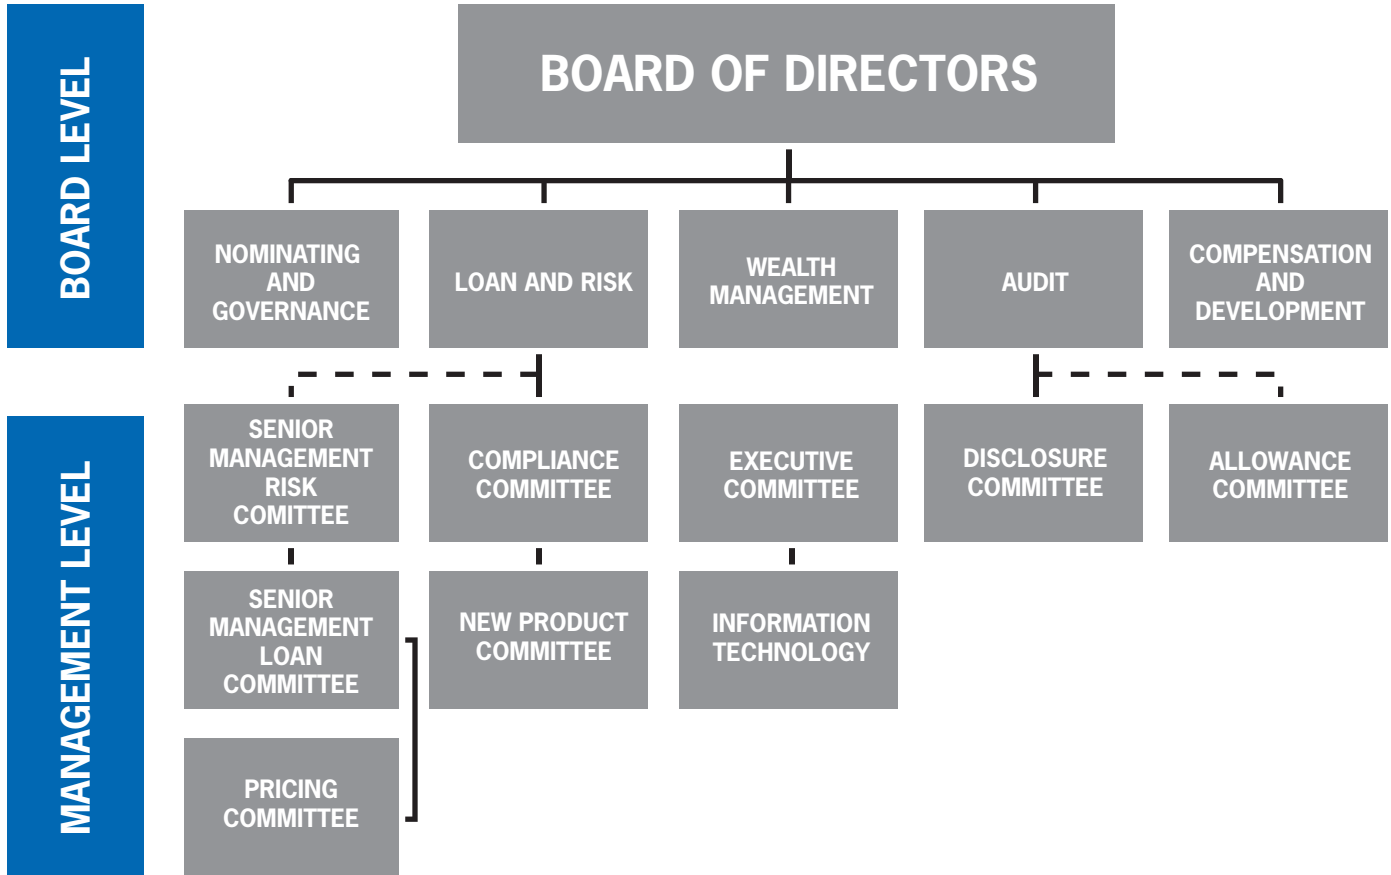 BOARD LEVEL
BOARD OF DIRECTORS
NOMINATING
AND
GOVERNANCE
LOAN AND RISK
WEALTH
MANAGEMENT
AUDIT
COMPENSATION
AND
DEVELOPMENT
MANAGEMENT LEVEL
SENIOR
MANAGEMENT
RISK
COMITTEE
COMPLIANCE
COMMITTEE
EXECUTIVE
COMMITTEE
DISCLOSURE
COMMITTEE
ALLOWANCE
COMMITTEE
SENIOR
MANAGEMENT
LOAN
COMMITTEE
NEW PRODUCT
COMMITTEE
INFORMATION
TECHNOLOGY
PRICING
COMMITTEE